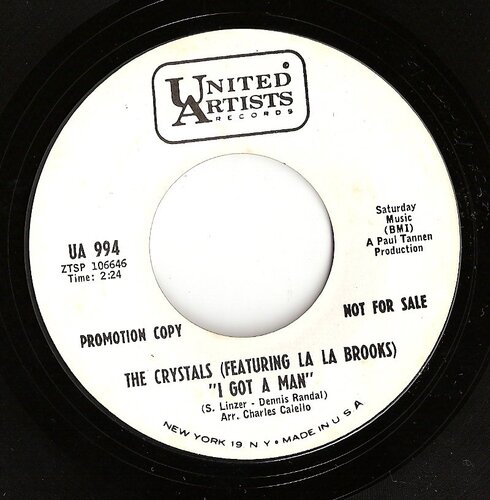 UNITED
ARTISTS
RECORDS
Saturday
Music
(BMI)
A Paul Tannen
Production
UA 994
ZTSP 106646
Time: 2:24
NOT FOR SALE
PROMOTION COPY
THE CRYSTALS (FEATURING LA LA BROOKS)
"I GOT A MAN"
(S. Linzer - Dennis Randal)
Arr. Charles Calello
NEW YORK 19 N Y • MADE IN U S A